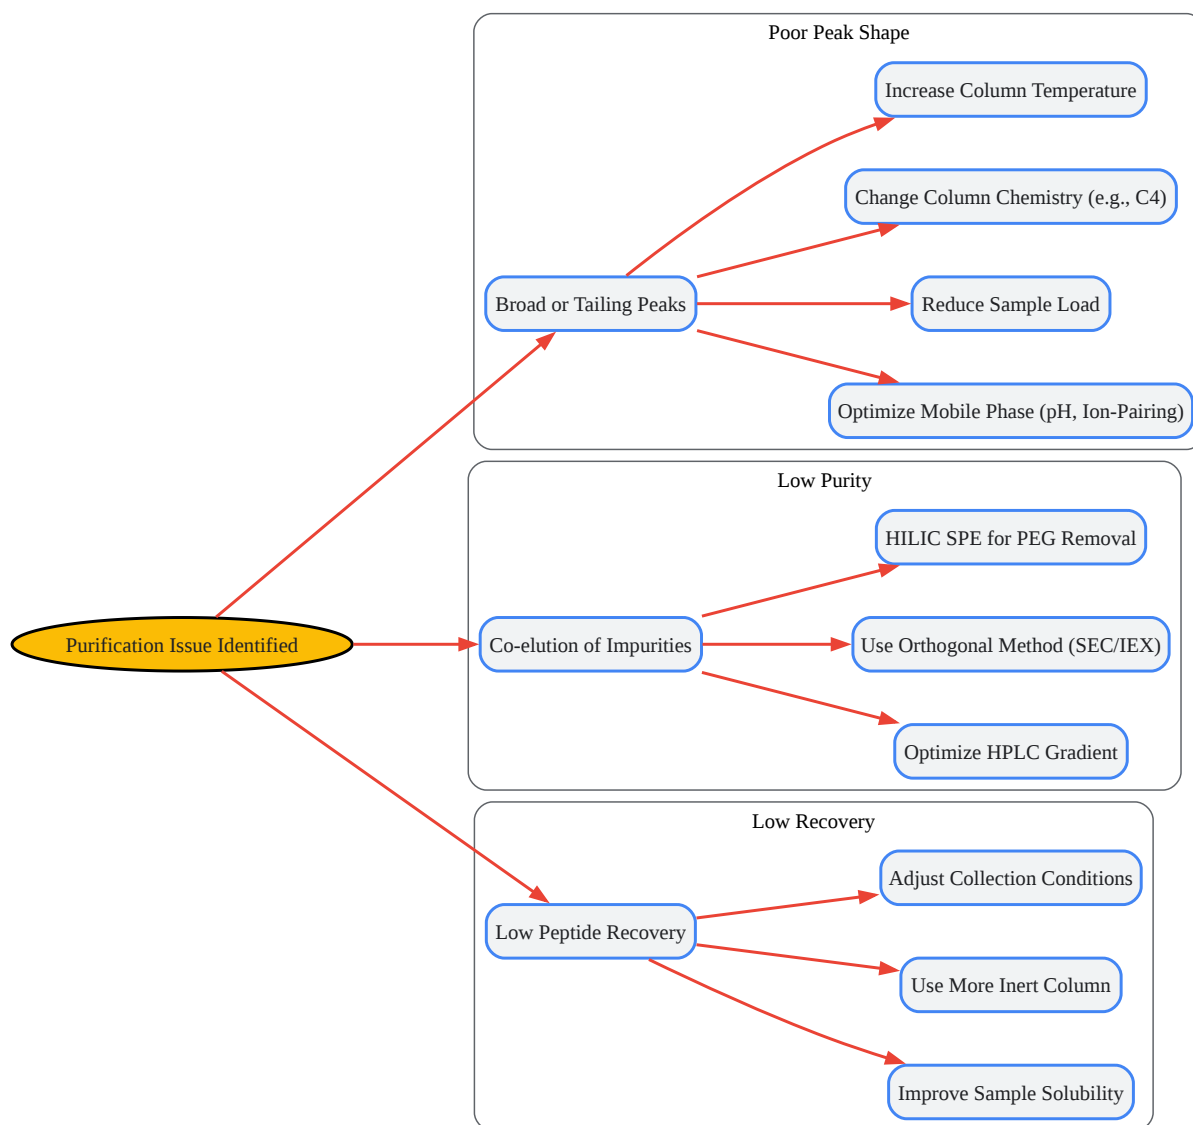 Poor Peak Shape
Increase Column Temperature
Change Column Chemistry (e.g., C4)
Broad or Tailing Peaks
Reduce Sample Load
Optimize Mobile Phase (pH, Ion-Pairing)
Low Purity
HILIC SPE for PEG Removal
Purification Issue Identified
Co-elution of Impurities
Use Orthogonal Method (SEC/IEX)
Optimize HPLC Gradient
Low Recovery
Adjust Collection Conditions
Low Peptide Recovery
Use More Inert Column
Improve Sample Solubility